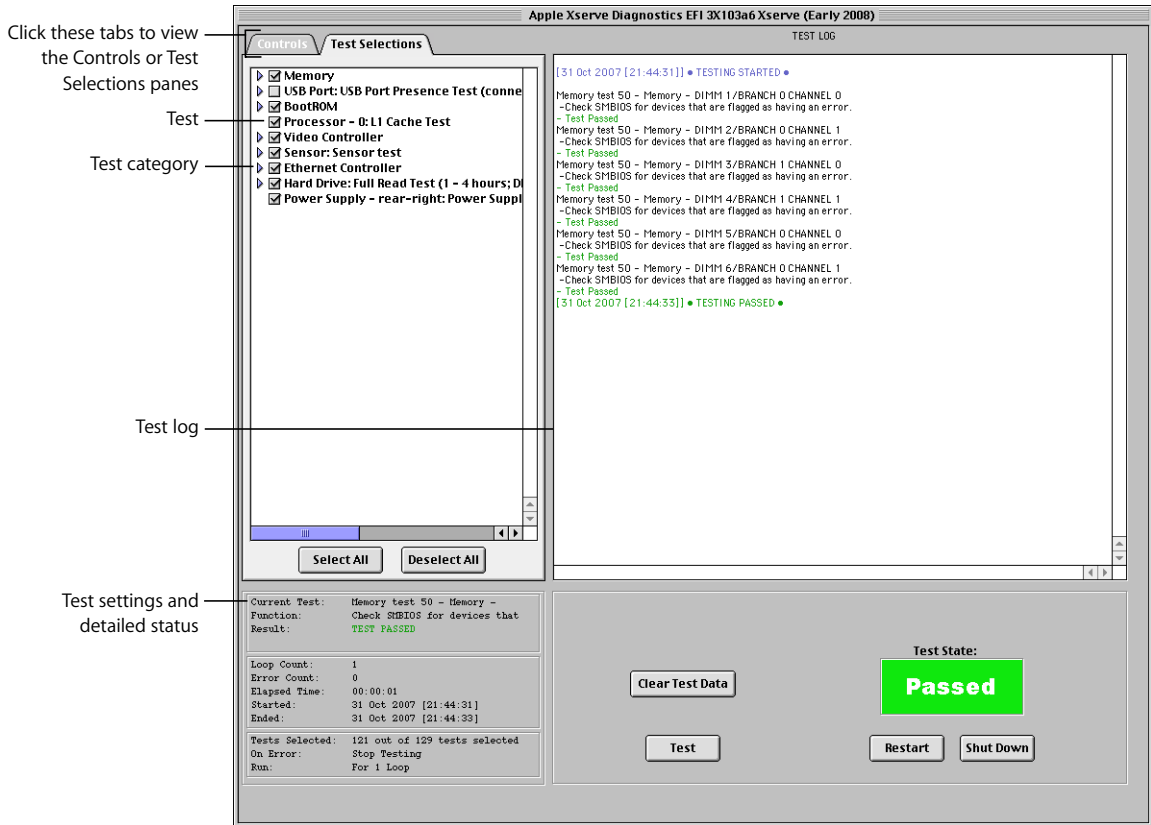 Apple Xserve Diagnostics EFI 3X103a6 Xserve (Early 2008)
Click these tabs to view
the Controls or Test
Selections panes
Test
Test category
Test log
Test settings and
detailed status
Controls
Test Selections
Memory
USB Port: USB Port Presence Test (conne
BootROM
Processor - 0: L1 Cache Test
Video Controller
Sensor: Sensor test
Ethernet Controller
Hard Drive: Full Read Test (1 - 4 hours; D
Power Supply - rear-right: Power Suppl
Select All
Deselect All
TEST LOG
[31 Oct 2007 [21:44:31]] ● TESTING STARTED ●
Memory test 50 - Memory - DIMM 1/BRANCH 0 CHANNEL 0
-Check SMBIOS for devices that are flagged as having an error.
- Test Passed
Memory test 50 - Memory - DIMM 2/BRANCH 0 CHANNEL 1
-Check SMBIOS for devices that are flagged as having an error.
- Test Passed
Memory test 50 - Memory - DIMM 3/BRANCH 1 CHANNEL 0
-Check SMBIOS for devices that are flagged as having an error.
- Test Passed
Memory test 50 - Memory - DIMM 4/BRANCH 1 CHANNEL 1
-Check SMBIOS for devices that are flagged as having an error.
- Test Passed
Memory test 50 - Memory - DIMM 5/BRANCH 0 CHANNEL 0
-Check SMBIOS for devices that are flagged as having an error.
- Test Passed
Memory test 50 - Memory - DIMM 6/BRANCH 0 CHANNEL 1
-Check SMBIOS for devices that are flagged as having an error.
- Test Passed
[31 Oct 2007 [21:44:33]] ● TESTING PASSED ●
Current Test: Memory test 50 - Memory -
Function: Check SMBIOS for devices that
Result: TEST PASSED
Loop Count: 1
Error Count: 0
Elapsed Time: 00:00:01
Started: 31 Oct 2007 [21:44:31]
Ended: 31 Oct 2007 [21:44:33]
Tests Selected: 121 out of 129 tests selected
On Error: Stop Testing
Run: For 1 Loop
Clear Test Data
Test
Test State:
Passed
Restart
Shut Down